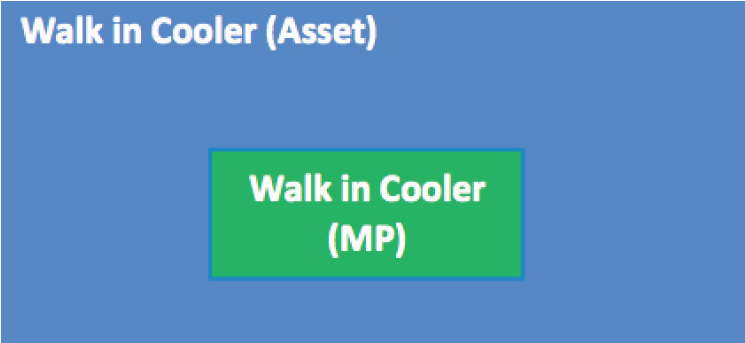 Walk in Cooler (Asset)
Walk in Cooler
(MP)